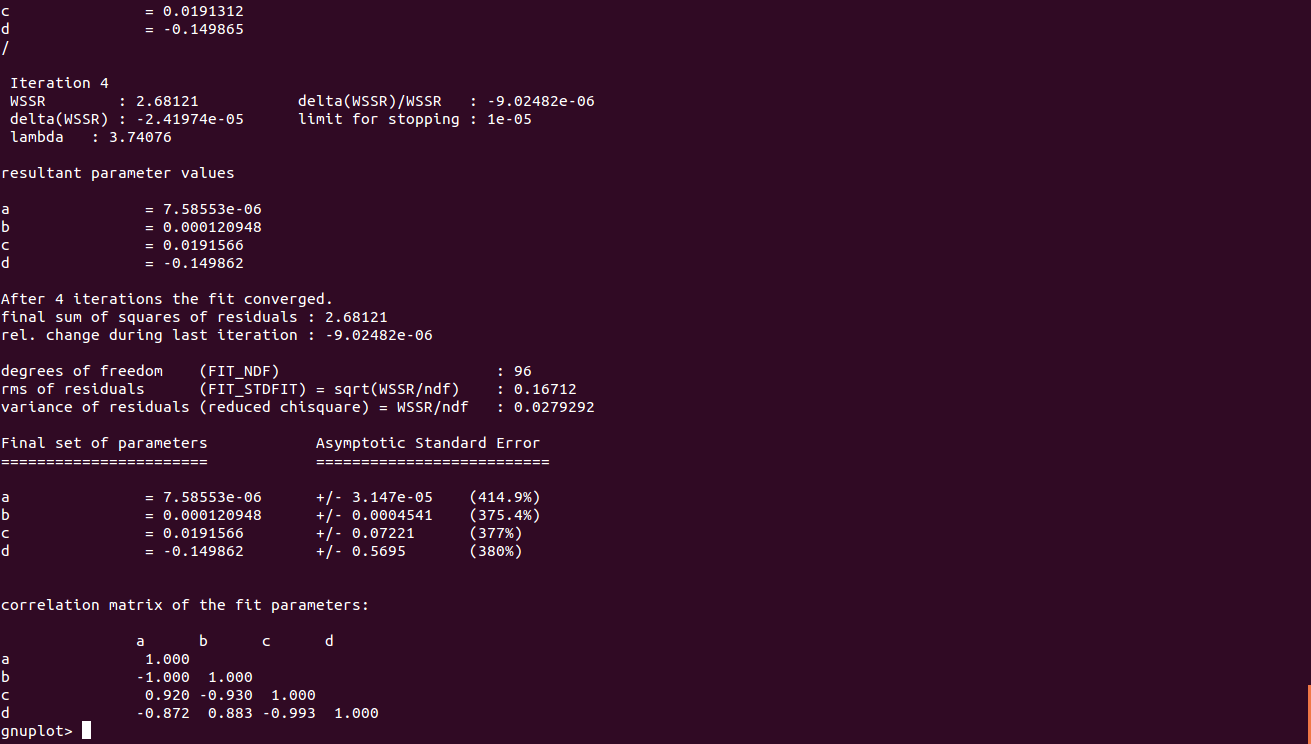 c               = 0.0191312
d               = -0.149865
/
 Iteration 4
 WSSR        : 2.68121           delta(WSSR)/WSSR   : -9.02482e-06
 delta(WSSR) : -2.41974e-05      limit for stopping : 1e-05
 lambda   : 3.74076
resultant parameter values
a               = 7.58553e-06
b               = 0.000120948
c               = 0.0191566
d               = -0.149862
After 4 iterations the fit converged.
final sum of squares of residuals : 2.68121
rel. change during last iteration : -9.02482e-06
degrees of freedom    (FIT_NDF)                        : 96
rms of residuals      (FIT_STDFIT) = sqrt(WSSR/ndf)    : 0.16712
variance of residuals (reduced chisquare) = WSSR/ndf   : 0.0279292
Final set of parameters            Asymptotic Standard Error
=======================            ==========================
a               = 7.58553e-06      +/- 3.147e-05    (414.9%)
b               = 0.000120948      +/- 0.0004541    (375.4%)
c               = 0.0191566        +/- 0.07221      (377%)
d               = -0.149862        +/- 0.5695       (380%)
correlation matrix of the fit parameters:
               a      b      c      d
a               1.000
b              -1.000  1.000
c               0.920 -0.930  1.000
d              -0.872  0.883 -0.993  1.000
gnuplot>